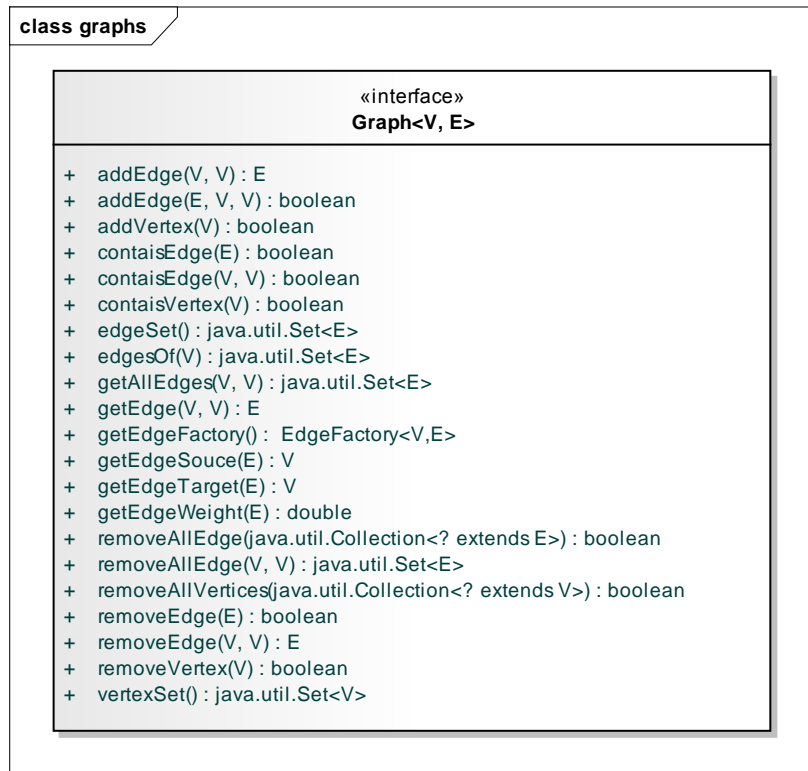 class graphs
«interface»
Graph<V, E>
+ addEdge(V, V) : E
+ addEdge(E, V, V) : boolean
+ addVertex(V) : boolean
+ contaisEdge(E) : boolean
+ contaisEdge(V, V) : boolean
+ contaisVertex(V) : boolean
+ edgeSet() : java.util.Set<E>
+ edgesOf(V) : java.util.Set<E>
+ getAllEdges(V, V) : java.util.Set<E>
+ getEdge(V, V) : E
+ getEdgeFactory() : EdgeFactory<V,E>
+ getEdgeSouce(E) : V
+ getEdgeTarget(E) : V
+ getEdgeWeight(E) : double
+ removeAllEdge(java.util.Collection<? extends E>) : boolean
+ removeAllEdge(V, V) : java.util.Set<E>
+ removeAllVertices(java.util.Collection<? extends V>) : boolean
+ removeEdge(E) : boolean
+ removeEdge(V, V) : E
+ removeVertex(V) : boolean
+ vertexSet() : java.util.Set<V>